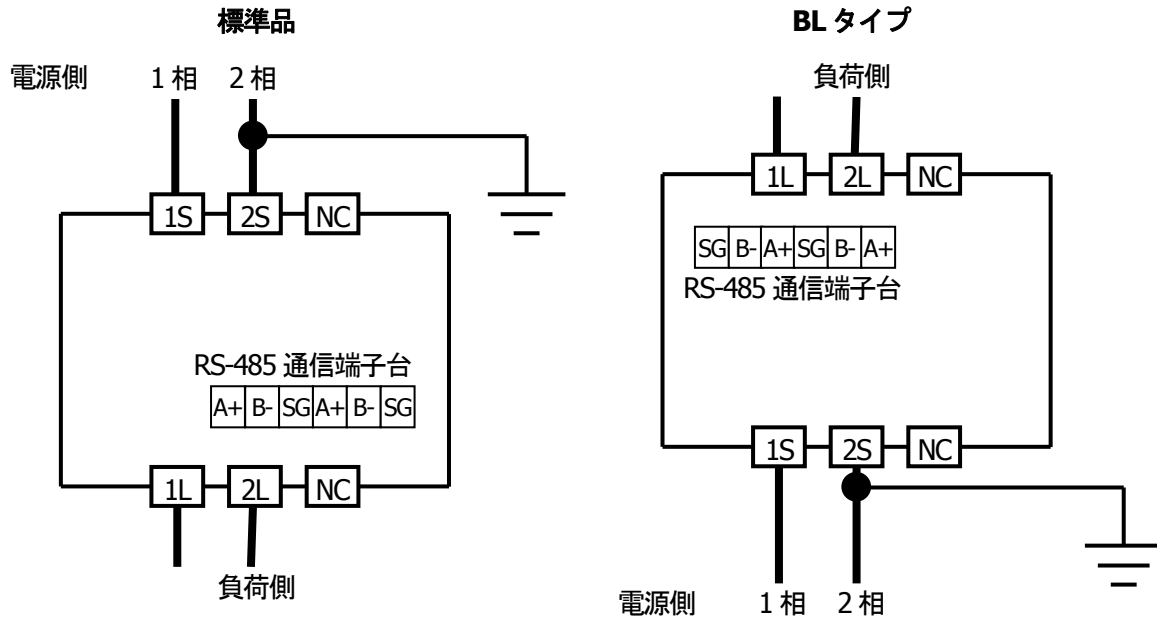 標準品
電源側 1相 2相
1S 2S NC
RS-485 通信端子台
A+ B- SG A+ B- SG
1L 2L NC
負荷側
BL タイプ
負荷側
1L 2L NC
SG B- A+ SG B- A+
RS-485 通信端子台
1S 2S NC
電源側 1相 2相